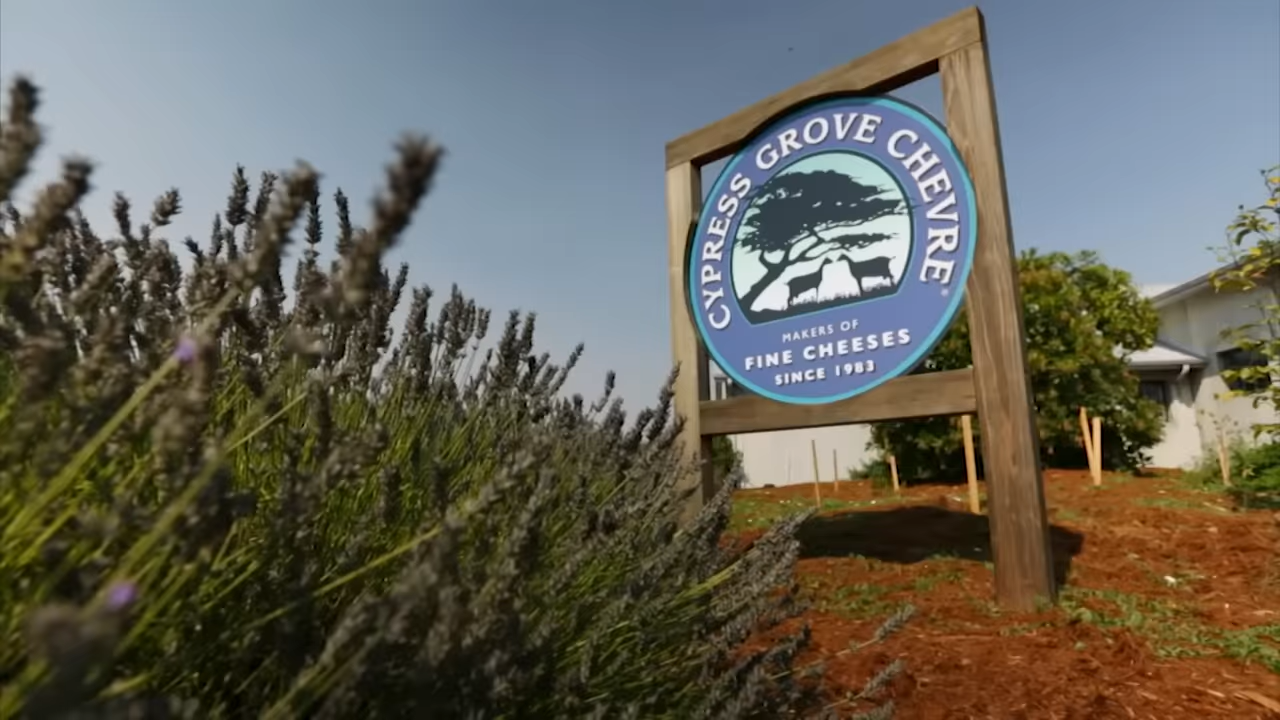 CYPRESS GROVE CHEVRE®
MAKERS OF
FINE CHEESES
SINCE 1983